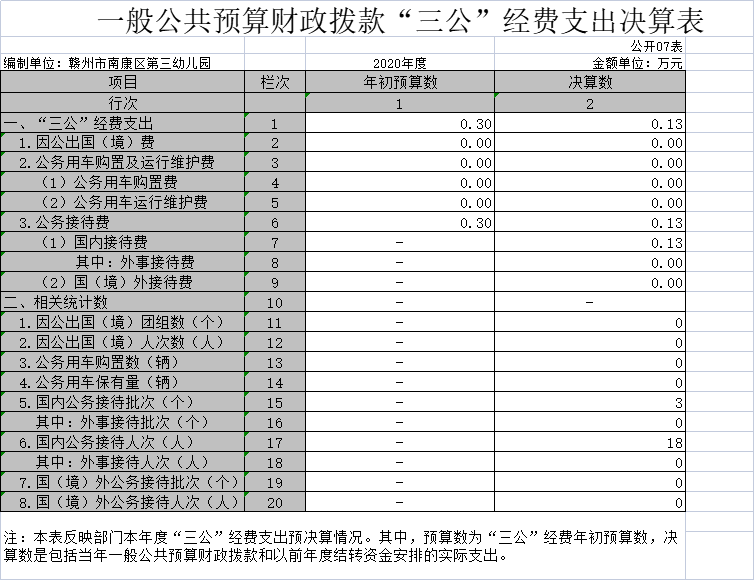 一般公共预算财政拨款“三公”经费支出决算表
公开07表
编制单位：赣州市南康区第三幼儿园 2020年度 金额单位：万元
项目 栏次 年初预算数 决算数
行次 1 2
一、“三公”经费支出 1 0.30 0.13
1.因公出国（境）费 2 0.00 0.00
2.公务用车购置及运行维护费 3 0.00 0.00
（1）公务用车购置费 4 0.00 0.00
（2）公务用车运行维护费 5 0.00 0.00
3.公务接待费 6 0.30 0.13
（1）国内接待费 7 － 0.13
其中：外事接待费 8 － 0.00
（2）国（境）外接待费 9 － 0.00
二、相关统计数 10 － －
1.因公出国（境）团组数（个） 11 － 0
2.因公出国（境）人次数（人） 12 － 0
3.公务用车购置数（辆） 13 － 0
4.公务用车保有量（辆） 14 － 0
5.国内公务接待批次（个） 15 － 3
其中：外事接待批次（个） 16 － 0
6.国内公务接待人次（人） 17 － 18
其中：外事接待人次（人） 18 － 0
7.国（境）外公务接待批次（个） 19 － 0
8.国（境）外公务接待人次（人） 20 － 0
注：本表反映部门本年度“三公”经费支出预决算情况。其中，预算数为“三公”经费年初预算数，决
算数是包括当年一般公共预算财政拨款和以前年度结转资金安排的实际支出。